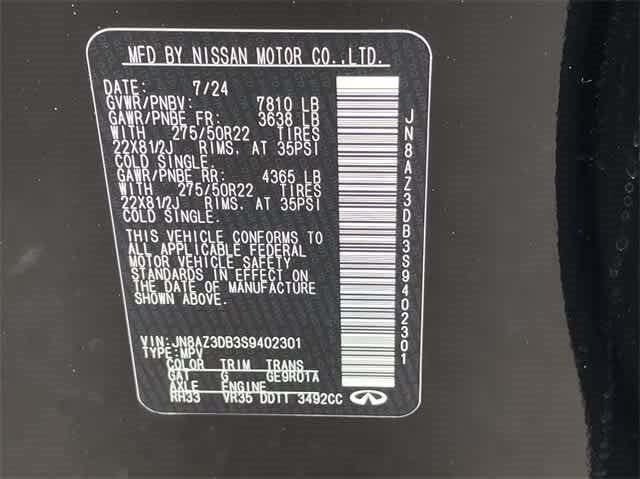 MFD BY NISSAN MOTOR CO.,LTD.
DATE: 7/24
GVWR/PNBV: 7810 LB
GAWR/PNBE FR: 3638 LB
WITH 275/50R22 TIRES
22X81/2J RIMS, AT 35PSI
COLD SINGLE.
GAWR/PNBE RR: 4365 LB
WITH 275/50R22 TIRES
22X81/2J RIMS, AT 35PSI
COLD SINGLE.
THIS VEHICLE CONFORMS TO
ALL APPLICABLE FEDERAL
MOTOR VEHICLE SAFETY
STANDARDS IN EFFECT ON
THE DATE OF MANUFACTURE
SHOWN ABOVE.
VIN:JN8AZ3DB3S9402301
TYPE:MPV
COLOR TRIM TRANS
GAT G GE9R01A
AXLE ENGINE
RH33 VR35 DDTT 3492CC
JN8AZ3DB3S9402301